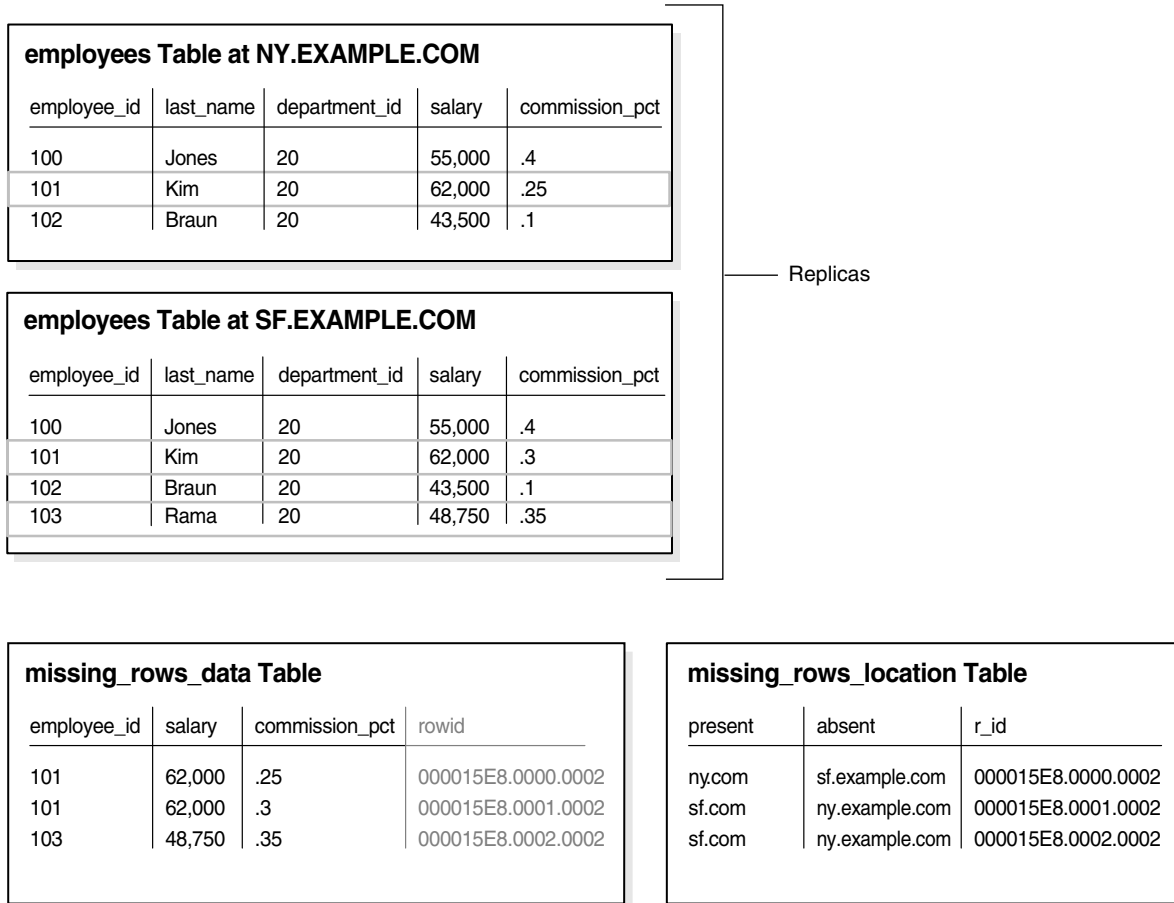 employees Table at NY.EXAMPLE.COM
employee_id last_name department_id salary commission_pct
100 Jones 20 55,000 .4
101 Kim 20 62,000 .25
102 Braun 20 43,500 .1
Replicas
employees Table at SF.EXAMPLE.COM
employee_id last_name department_id salary commission_pct
100 Jones 20 55,000 .4
101 Kim 20 62,000 .3
102 Braun 20 43,500 .1
103 Rama 20 48,750 .35
missing_rows_data Table
employee_id salary commission_pct rowid
101 62,000 .25 000015E8.0000.0002
101 62,000 .3 000015E8.0001.0002
103 48,750 .35 000015E8.0002.0002
missing_rows_location Table
present absent r_id
ny.com sf.example.com 000015E8.0000.0002
sf.com ny.example.com 000015E8.0001.0002
sf.com ny.example.com 000015E8.0002.0002